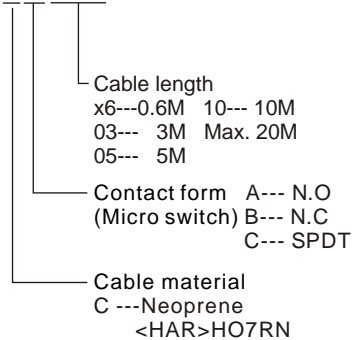 Cable length
x6---0.6M 10--- 10M
03--- 3M Max. 20M
05--- 5M
Contact form A--- N.O
(Micro switch) B--- N.C
C--- SPDT
Cable material
C ---Neoprene
<HAR>HO7RN